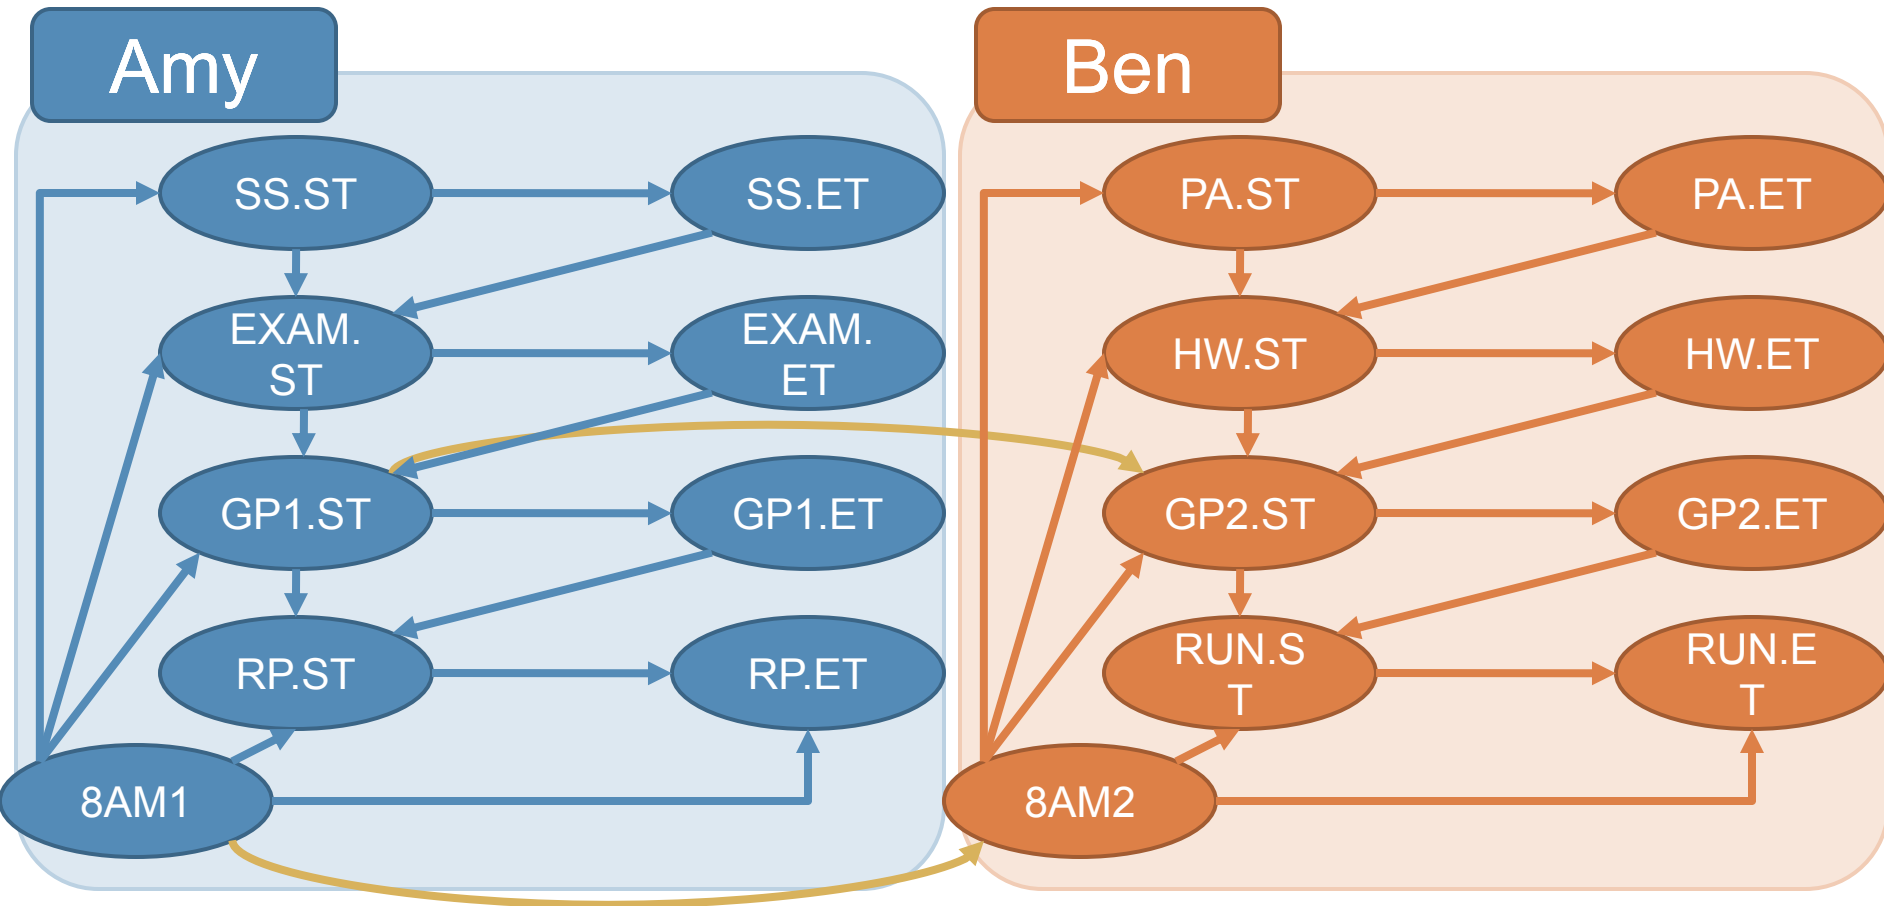 Amy
Ben
SS.ST
SS.ET
PA.ST
PA.ET
EXAM.
ST
EXAM.
ET
HW.ST
HW.ET
GP1.ST
GP1.ET
GP2.ST
GP2.ET
RP.ST
RP.ET
RUN.S
T
RUN.E
T
8AM1
8AM2